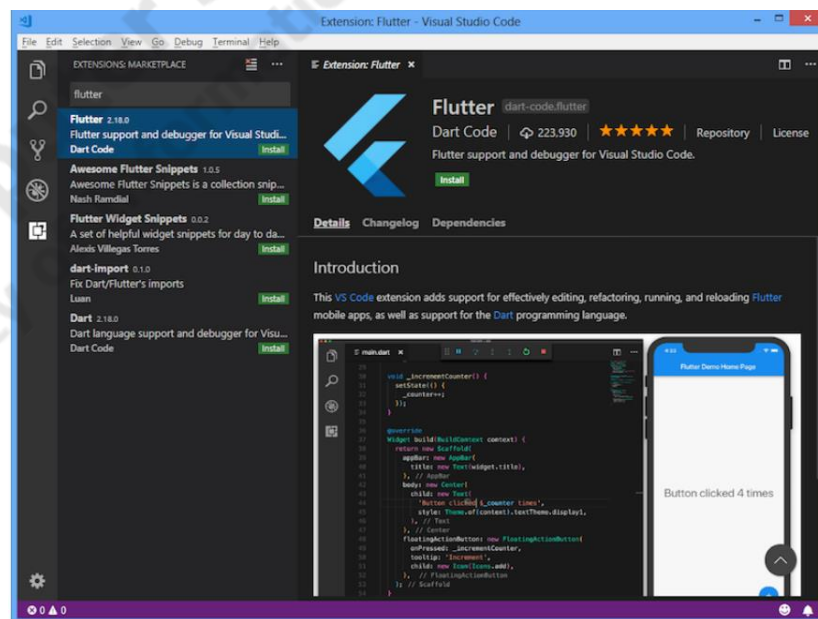 Extension: Flutter - Visual Studio Code
File Edit Selection View Go Debug Terminal Help
EXTENSIONS: MARKETPLACE
flutter
Flutter 2.18.0
Flutter support and debugger for Visual Studi...
Dart Code Install
Awesome Flutter Snippets 1.0.5
Awesome Flutter Snippets is a collection snip...
Nash Ramdial Install
Flutter Widget Snippets 0.0.2
A set of helpful widget snippets for day to da...
Alexis Villegas Torres Install
dart-import 0.1.0
Fix Dart/Flutter's imports
Luan Install
Dart 2.18.0
Dart language support and debugger for Visu...
Dart Code Install
Extension: Flutter
Flutter dart-code.flutter
Dart Code 223,930 Repository License
Flutter support and debugger for Visual Studio Code.
Install
Details Changelog Dependencies
Introduction
This VS Code extension adds support for effectively editing, refactoring, running, and reloading Flutter
mobile apps, as well as support for the Dart programming language.
main.dart
void _incrementCounter() {
setState(() {
_counter++;
});
}
@override
Widget build(BuildContext context) {
return new Scaffold(
appBar: new AppBar(
title: new Text(widget.title),
), // AppBar
body: new Center(
child: new Text(
'Button clicked $_counter times',
style: Theme.of(context).textTheme.display1,
), // Text
), // Center
floatingActionButton: new FloatingActionButton(
onPressed: _incrementCounter,
tooltip: 'Increment',
child: new Icon(Icons.add),
), // FloatingActionButton
); // Scaffold
}
Flutter Demo Home Page
Button clicked 4 times
0 0